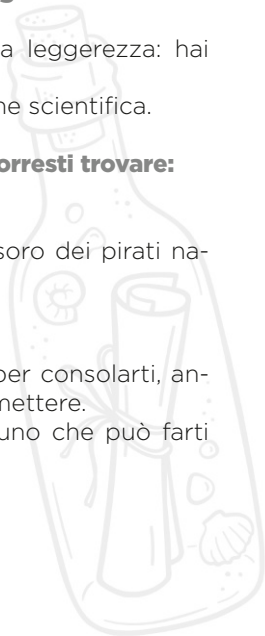 a leggerezza: hai
ne scientifica.
orresti trovare:
soro dei pirati na-
per consolarti, an-
mettere.
uno che può farti